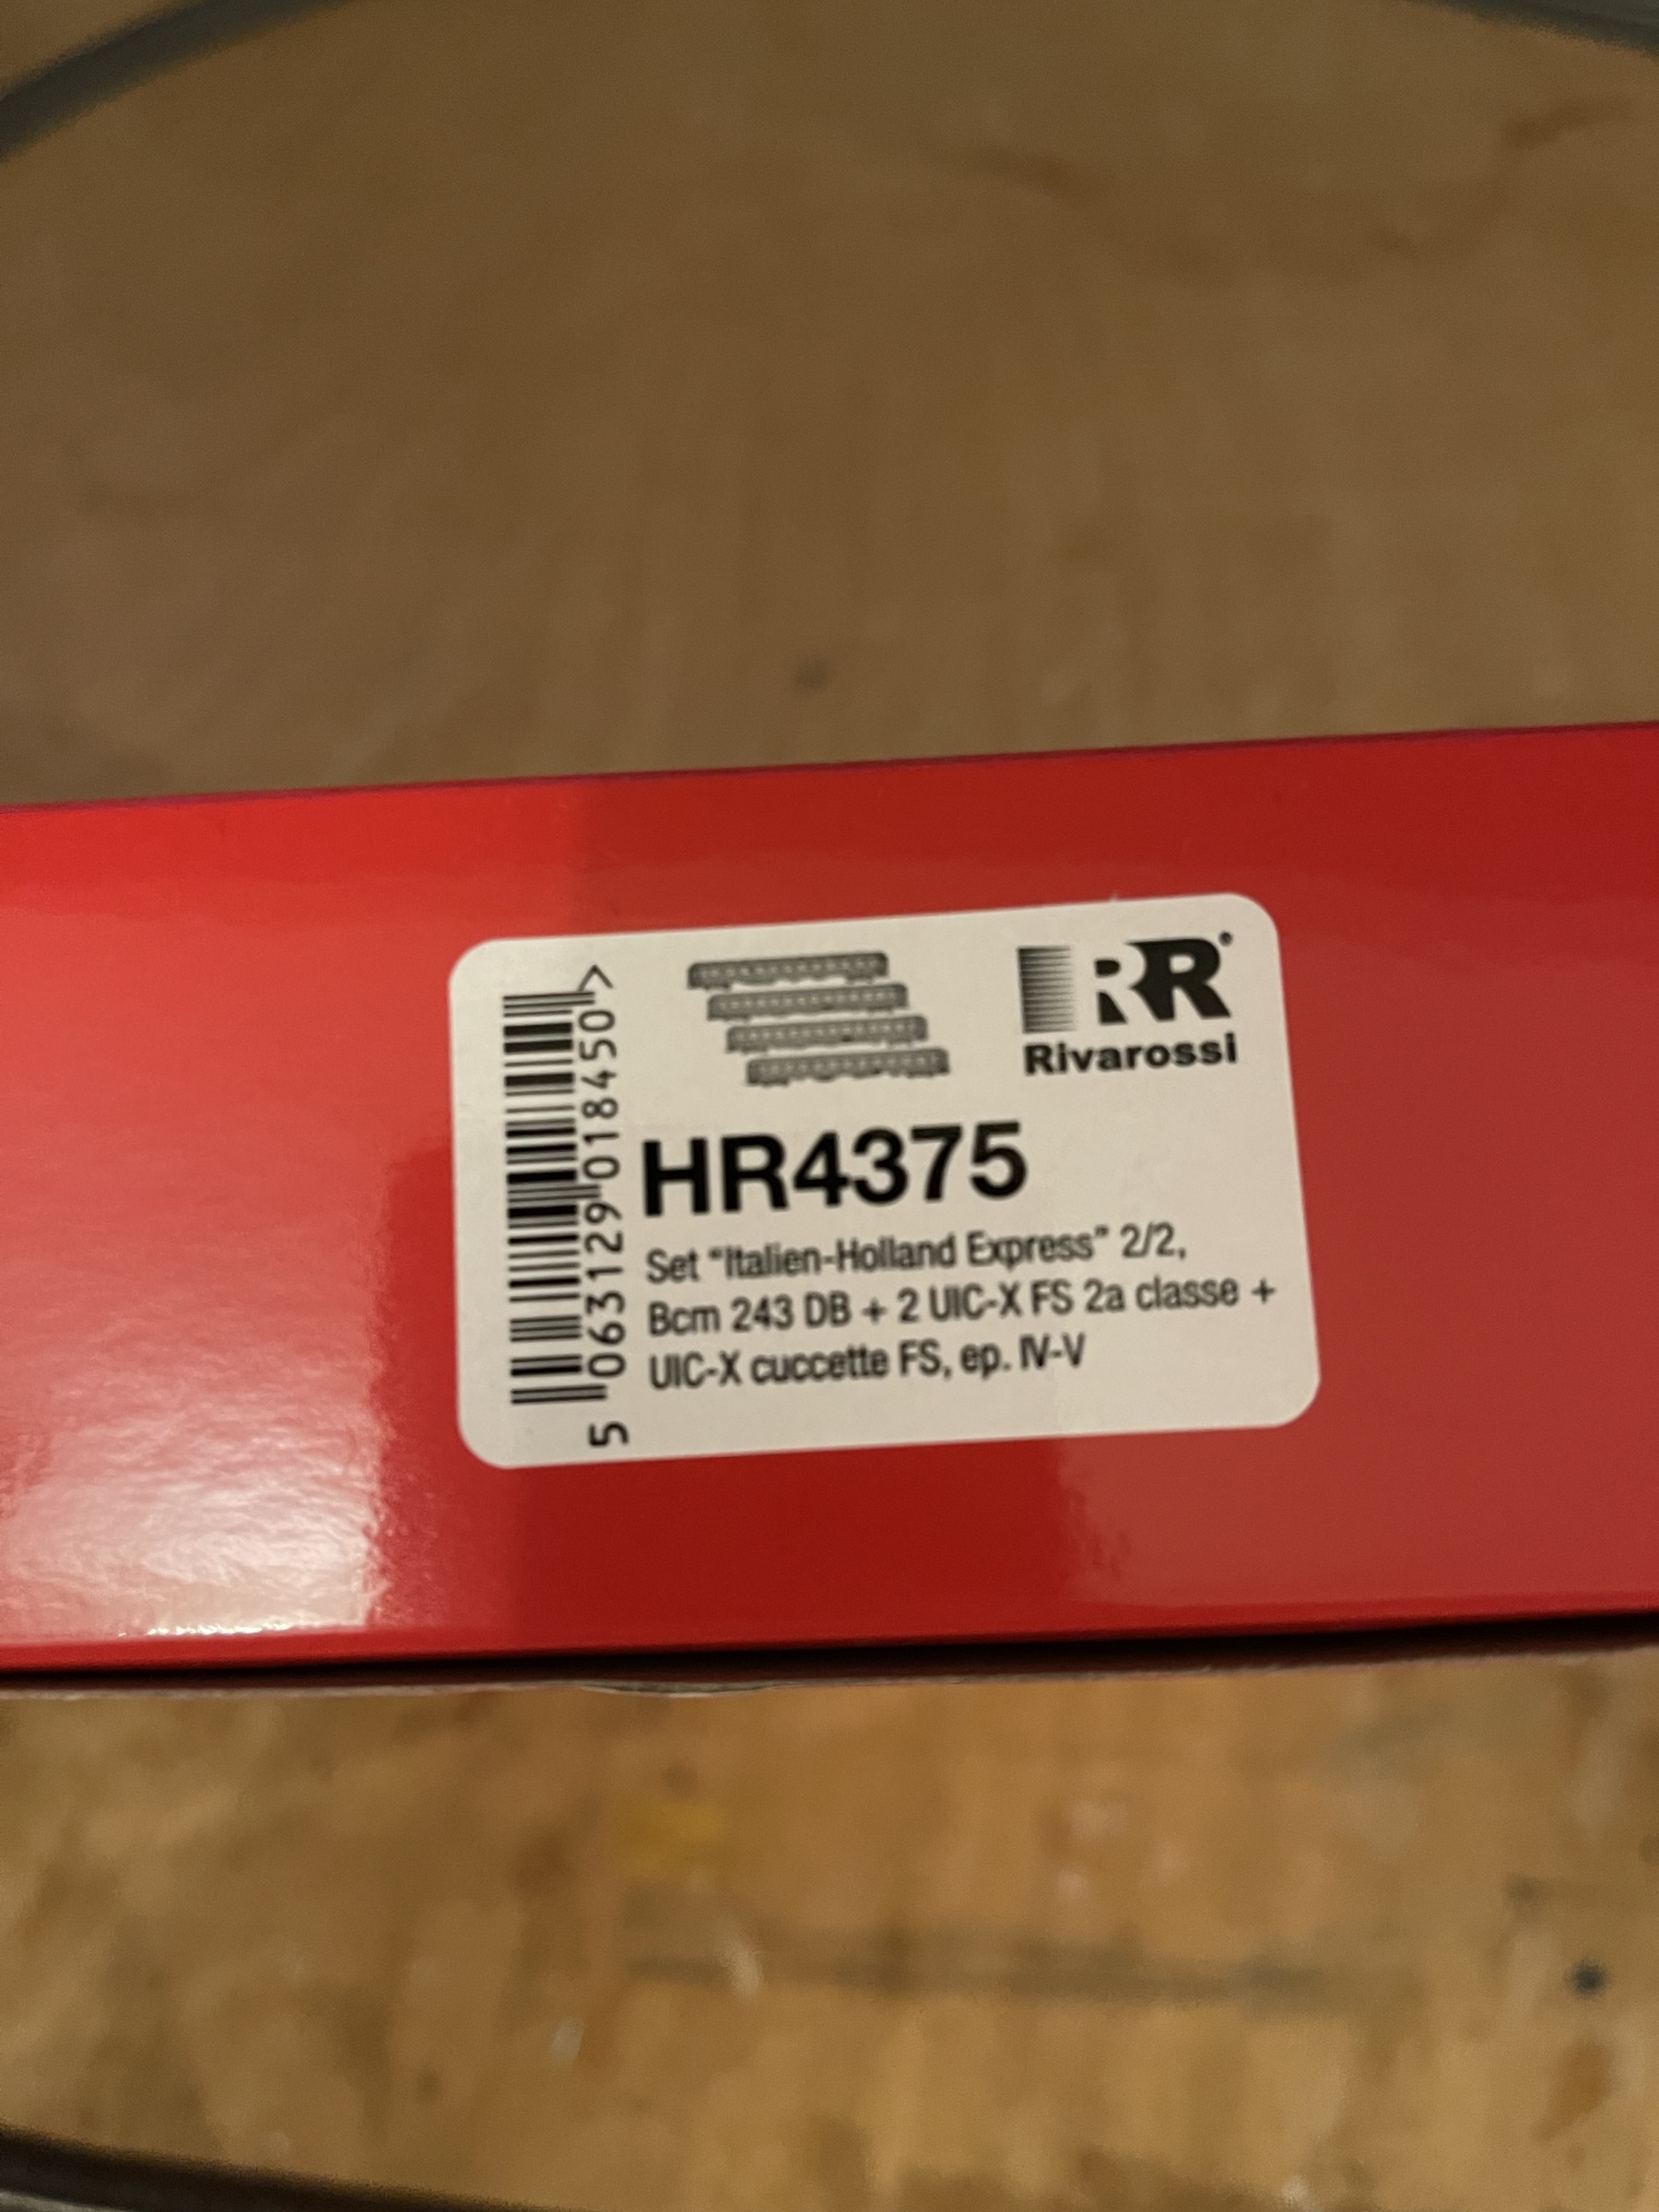 RR®
Rivarossi
HR4375
Set "Italien-Holland Express" 2/2,
Bcm 243 DB + 2 UIC-X FS 2a classe +
UIC-X cuccette FS, ep. IV-V
5 063129 018450 >